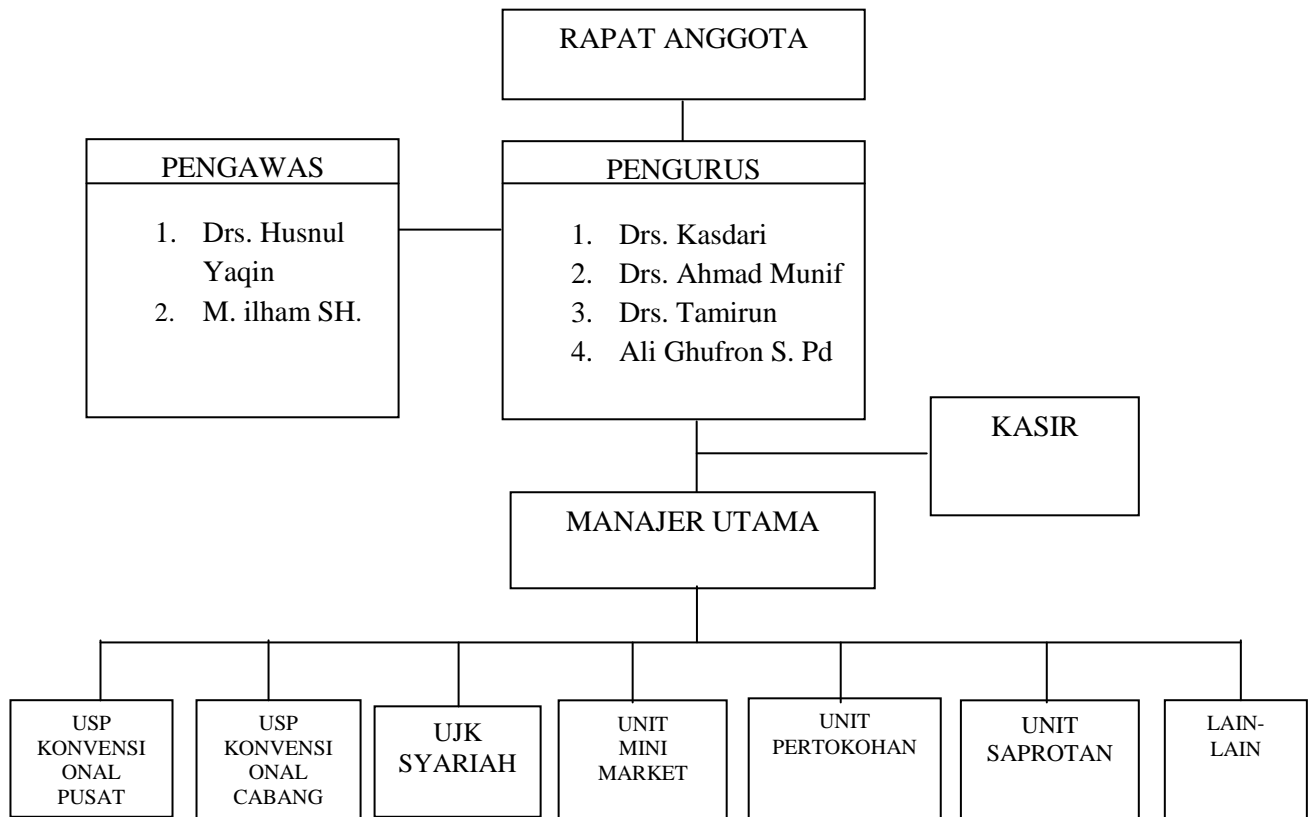 RAPAT ANGGOTA
PENGAWAS
1. Drs. Husnul
Yaqin
2. M. ilham SH.
PENGURUS
1. Drs. Kasdari
2. Drs. Ahmad Munif
3. Drs. Tamirun
4. Ali Ghufron S. Pd
KASIR
MANAJER UTAMA
USP
KONVENSI
ONAL
PUSAT
USP
KONVENSI
ONAL
CABANG
UJK
SYARIAH
UNIT
MINI
MARKET
UNIT
PERTOKOHAN
UNIT
SAPROTAN
LAIN-
LAIN